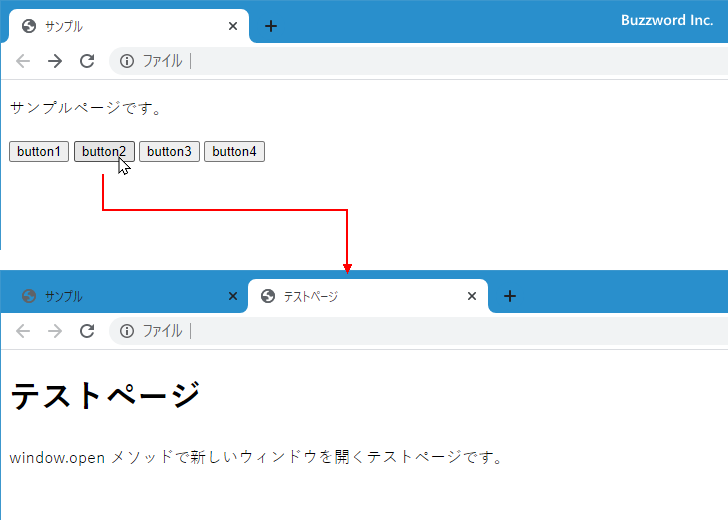 サンプル
Buzzword Inc.
ファイル
サンプルページです。
button1 button2 button3 button4
サンプル テストページ
ファイル
テストページ
window.open メソッドで新しいウィンドウを開くテストページです。